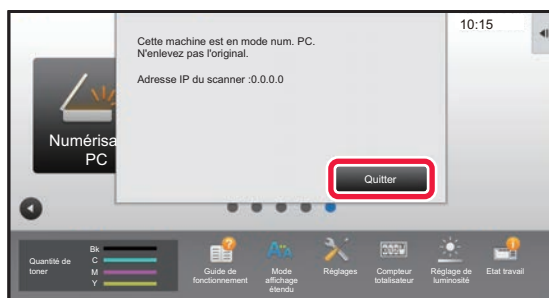 10:15
Cette machine est en mode num. PC.
N'enlevez pas l'original.
Adresse IP du scanner :0.0.0.0
Numérisa
PC
Quitter
Quantité de
toner
Bk
C
M
Y
Guide de
fonctionnement
Mode
affichage
étendu
Réglages
Compteur
totalisateur
Réglage de
luminosité
Etat travail